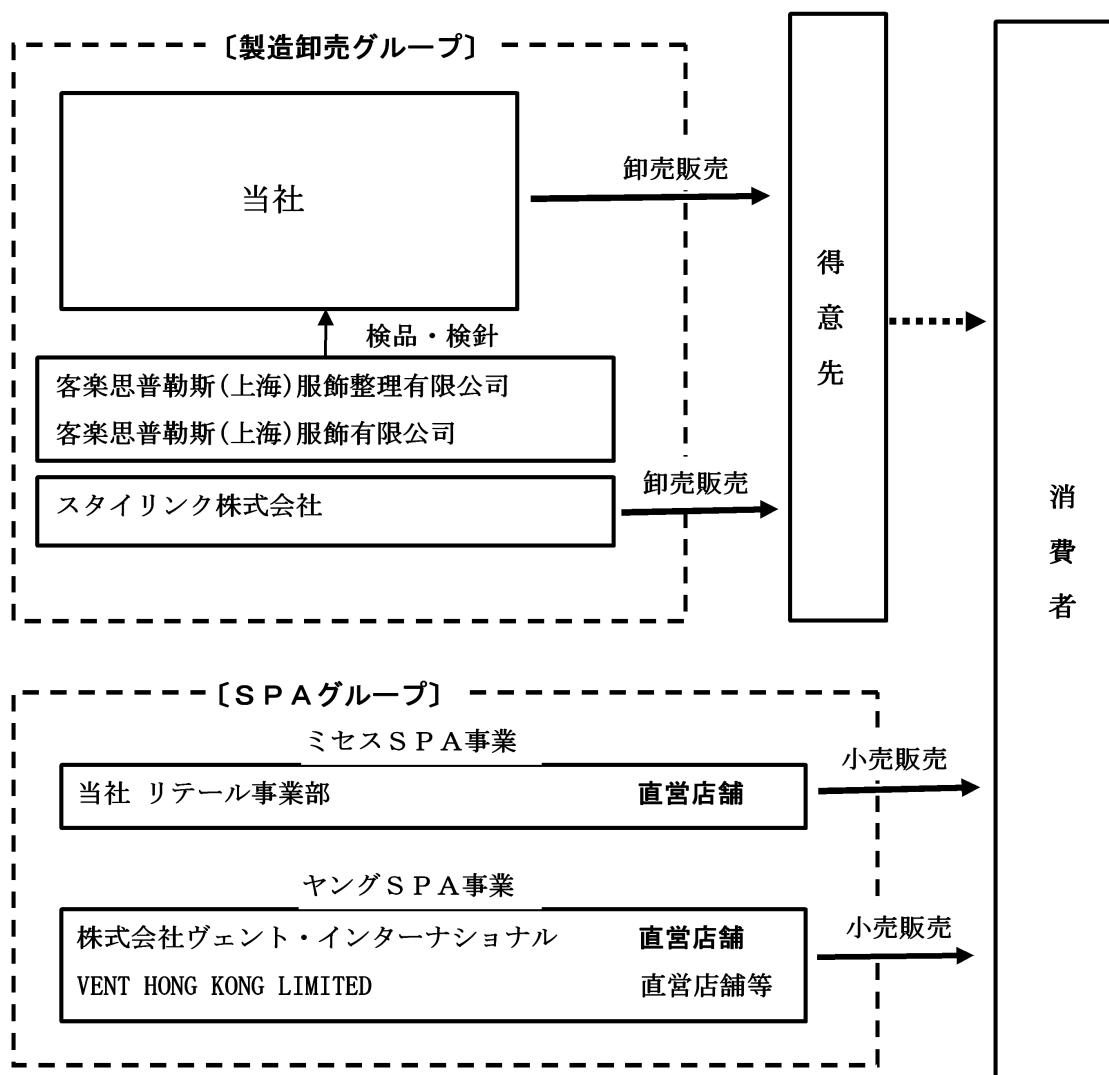 〔製造卸売グループ〕
当社
卸売販売
検品・検針
客楽思普勒斯(上海)服飾整理有限公司
客楽思普勒斯(上海)服飾有限公司
スタイリンク株式会社
卸売販売
得意先
消費者
〔ＳＰＡグループ〕
ミセスＳＰＡ事業
当社 リテール事業部 直営店舗
小売販売
ヤングＳＰＡ事業
株式会社ヴェント・インターナショナル 直営店舗
VENT HONG KONG LIMITED 直営店舗等
小売販売